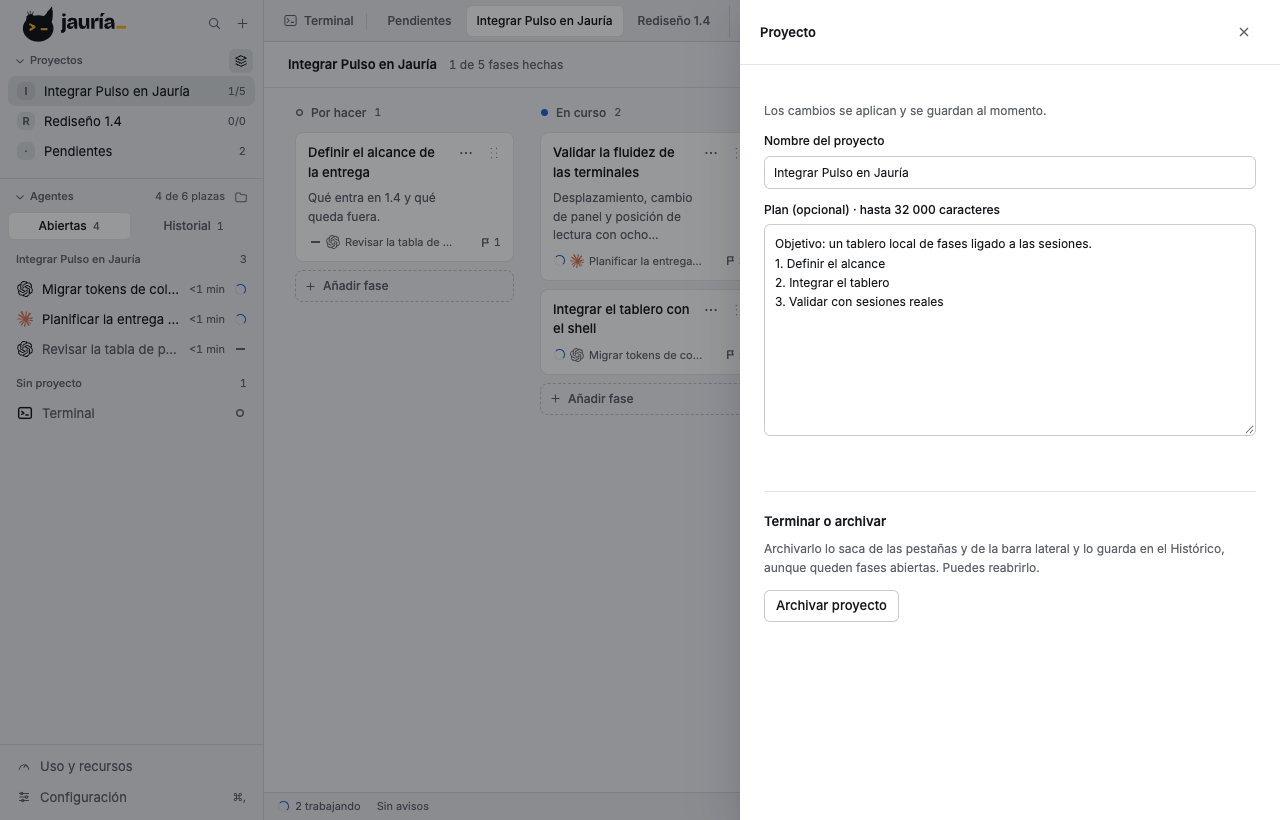 jauría_
Proyectos
I Integrar Pulso en Jauría 1/5
R Rediseño 1.4 0/0
· Pendientes 2
Agentes 4 de 6 plazas
Abiertas 4 Historial 1
Integrar Pulso en Jauría 3
Migrar tokens de col... <1 min
Planificar la entrega ... <1 min
Revisar la tabla de p... <1 min
Sin proyecto 1
Terminal
Uso y recursos
Configuración ⌘,
Terminal Pendientes Integrar Pulso en Jauría Rediseño 1.4
Integrar Pulso en Jauría 1 de 5 fases hechas
Por hacer 1
Definir el alcance de
la entrega
Qué entra en 1.4 y qué
queda fuera.
Revisar la tabla de ... 1
Añadir fase
En curso 2
Validar la fluidez de
las terminales
Desplazamiento, cambio
de panel y posición de
lectura con ocho...
Planificar la entrega...
Integrar el tablero con
el shell
Migrar tokens de co...
Añadir fase
2 trabajando Sin avisos
Proyecto
Los cambios se aplican y se guardan al momento.
Nombre del proyecto
Integrar Pulso en Jauría
Plan (opcional) · hasta 32 000 caracteres
Objetivo: un tablero local de fases ligado a las sesiones.
1. Definir el alcance
2. Integrar el tablero
3. Validar con sesiones reales
Terminar o archivar
Archivarlo lo saca de las pestañas y de la barra lateral y lo guarda en el Histórico,
aunque queden fases abiertas. Puedes reabrirlo.
Archivar proyecto